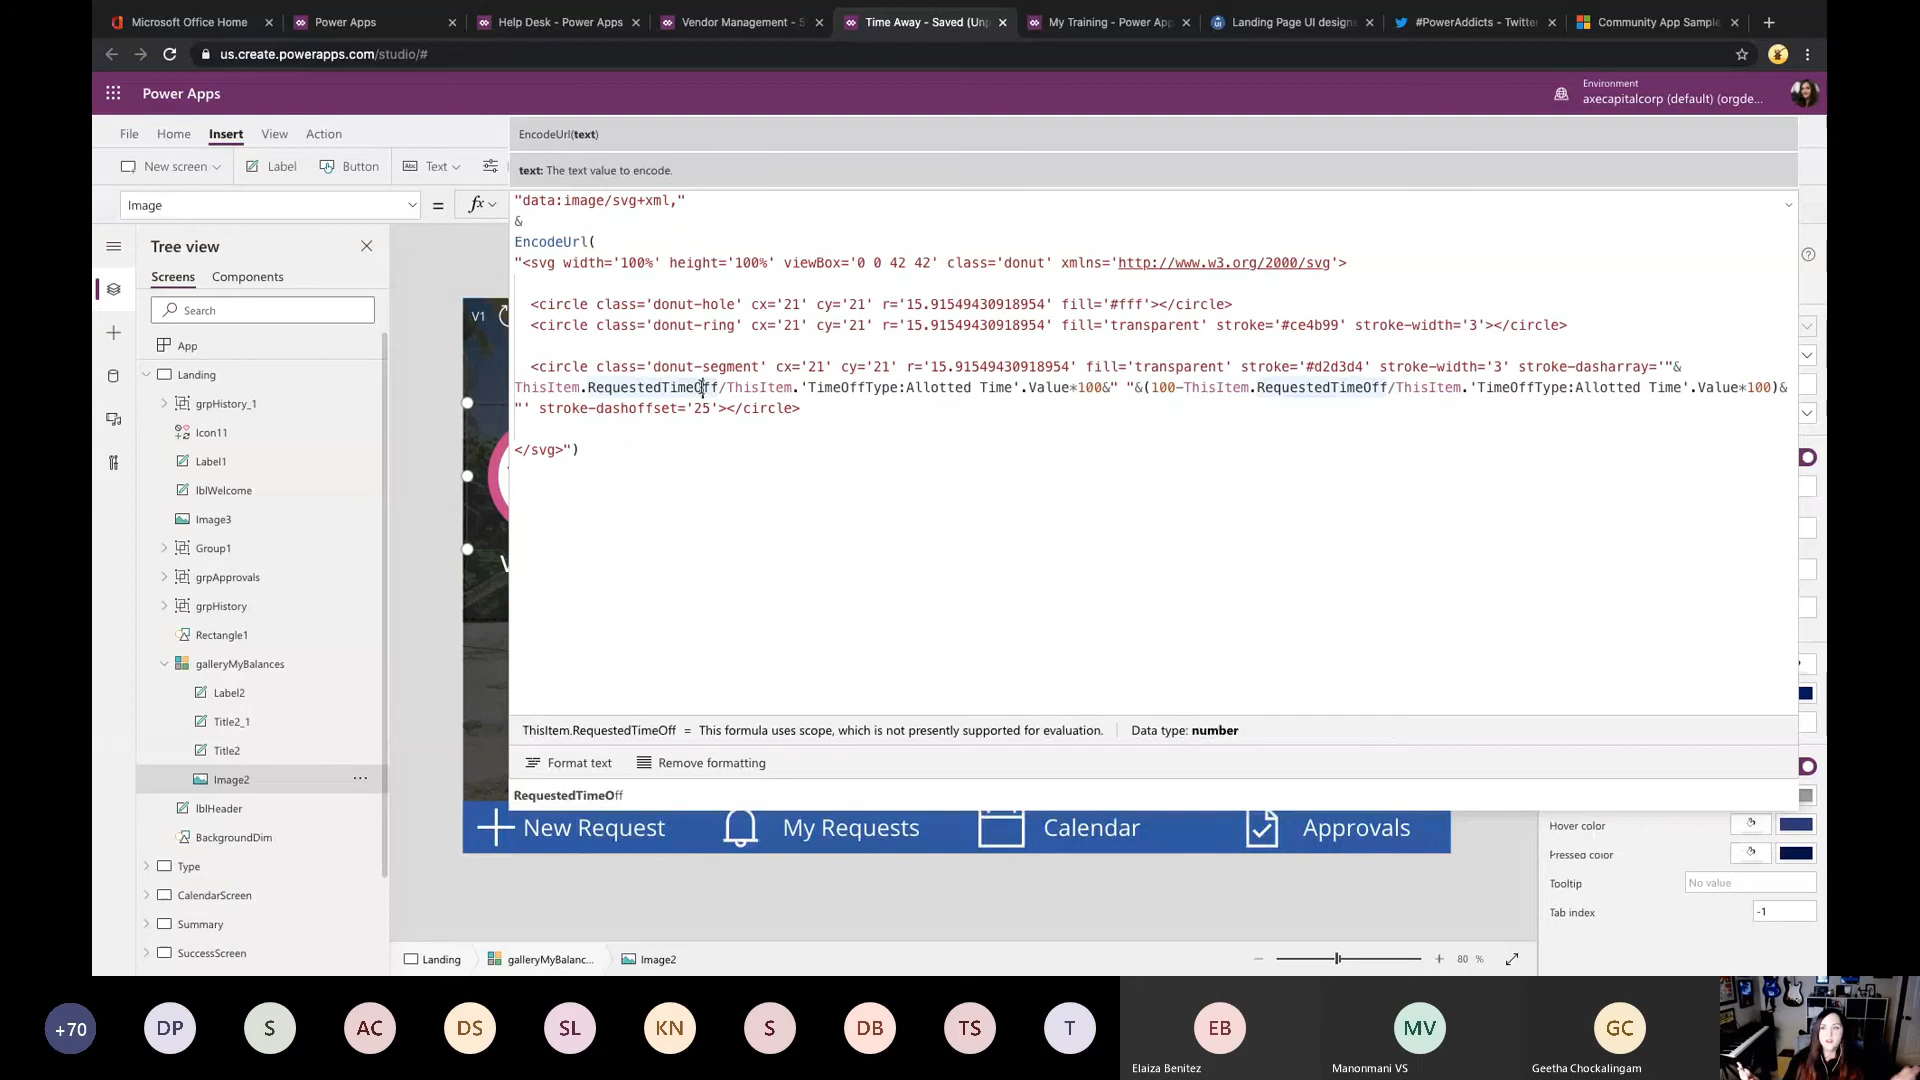 Microsoft Office Home
Power Apps
Help Desk - Power Apps
Vendor Management - S
Time Away - Saved (Unp
My Training - Power App
Landing Page UI designs
#PowerAddicts - Twitter
Community App Sample
us.create.powerapps.com/studio/#
Power Apps
Environment
axecapitalcorp (default) (orgde...
File Home Insert View Action
New screen Label Button Text
EncodeUrl(text)
text: The text value to encode.
Image = fx
"data:image/svg+xml,"
&
EncodeUrl(
"<svg width='100%' height='100%' viewBox='0 0 42 42' class='donut' xmlns='http://www.w3.org/2000/svg'>
<circle class='donut-hole' cx='21' cy='21' r='15.91549430918954' fill='#fff'></circle>
<circle class='donut-ring' cx='21' cy='21' r='15.91549430918954' fill='transparent' stroke='#ce4b99' stroke-width='3'></circle>
<circle class='donut-segment' cx='21' cy='21' r='15.91549430918954' fill='transparent' stroke='#d2d3d4' stroke-width='3' stroke-dasharray='"&
ThisItem.RequestedTimeOff/ThisItem.'TimeOffType:Allotted Time'.Value*100&" "&(100-ThisItem.RequestedTimeOff/ThisItem.'TimeOffType:Allotted Time'.Value*100)&
"' stroke-dashoffset='25'></circle>
</svg>")
ThisItem.RequestedTimeOff = This formula uses scope, which is not presently supported for evaluation. Data type: number
Format text Remove formatting
RequestedTimeOff
Tree view
Screens Components
Search
App
Landing
grpHistory_1
Icon11
Label1
lblWelcome
Image3
Group1
grpApprovals
grpHistory
Rectangle1
galleryMyBalances
Label2
Title2_1
Title2
Image2
lblHeader
BackgroundDim
Type
CalendarScreen
Summary
SuccessScreen
V1
New Request My Requests Calendar Approvals
Hover color
Pressed color
Tooltip No value
Tab index -1
Landing galleryMyBalanc... Image2
80 %
+70 DP S AC DS SL KN S DB TS T EB MV GC
Elaiza Benitez Manonmani VS Geetha Chockalingam